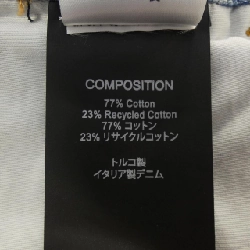 COMPOSITION
77% Cotton
23% Recycled Cotton
77% コットン
23% リサイクルコットン
トルコ製
イタリア製デニム